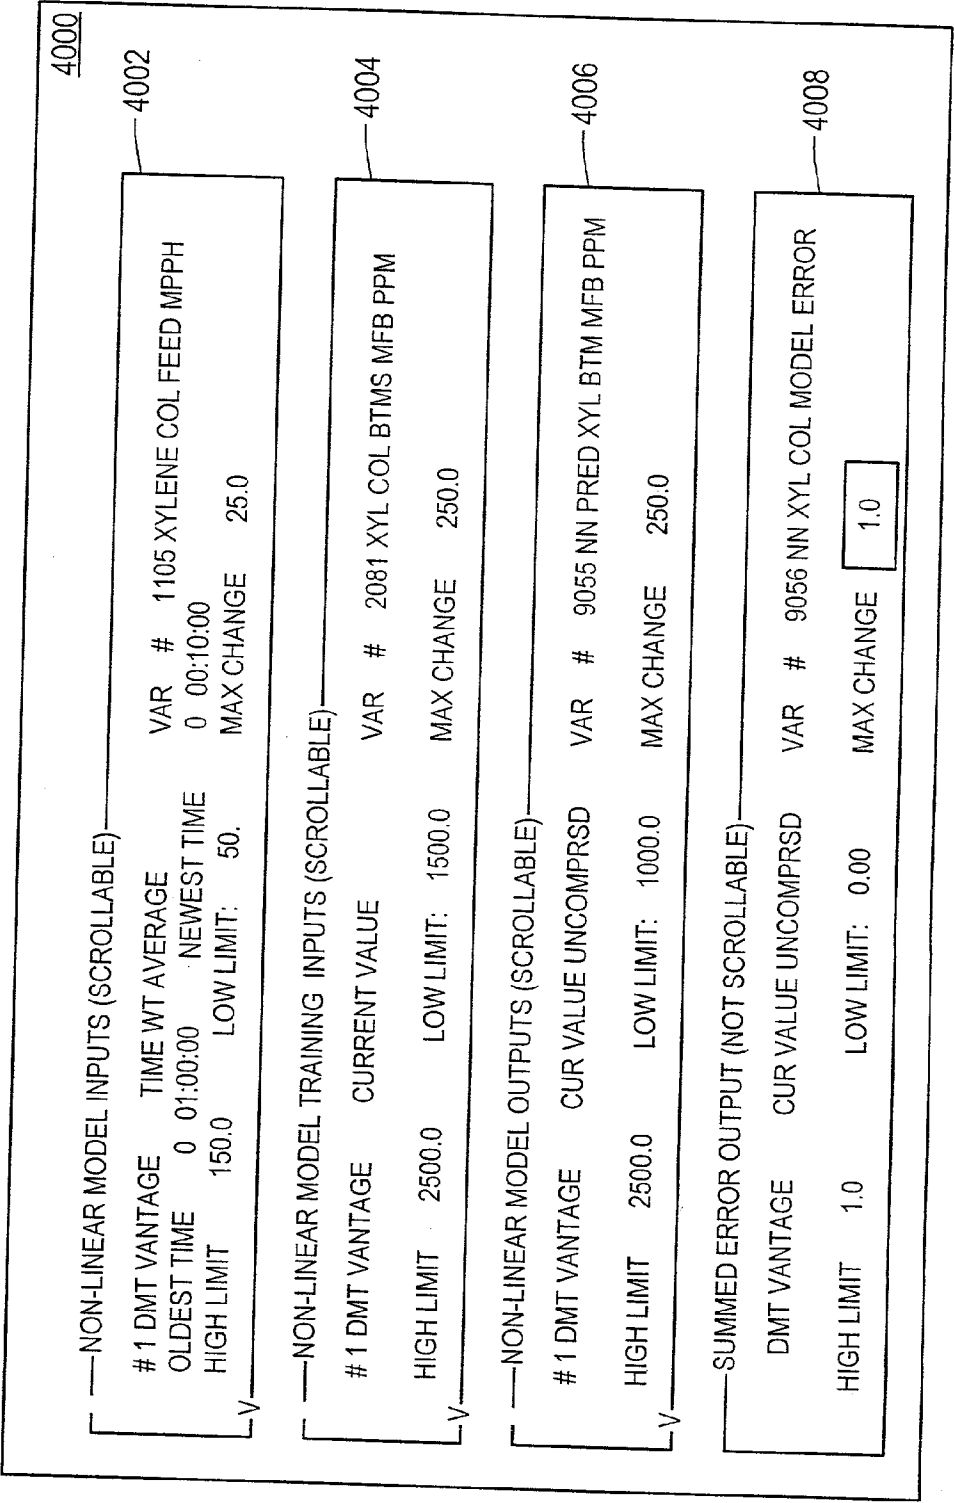 4000
4002
NON-LINEAR MODEL INPUTS (SCROLLABLE)
# 1 DMT VANTAGE TIME WT AVERAGE VAR # 1105 XYLENE COL FEED MPPH
OLDEST TIME 0 01:00:00 NEWEST TIME 0 00:10:00
HIGH LIMIT 150.0 LOW LIMIT: 50. MAX CHANGE 25.0
V
4004
NON-LINEAR MODEL TRAINING INPUTS (SCROLLABLE)
# 1 DMT VANTAGE CURRENT VALUE VAR # 2081 XYL COL BTMS MFB PPM
HIGH LIMIT 2500.0 LOW LIMIT: 1500.0 MAX CHANGE 250.0
V
4006
NON-LINEAR MODEL OUTPUTS (SCROLLABLE)
# 1 DMT VANTAGE CUR VALUE UNCOMPRSD VAR # 9055 NN PRED XYL BTM MFB PPM
HIGH LIMIT 2500.0 LOW LIMIT: 1000.0 MAX CHANGE 250.0
V
4008
SUMMED ERROR OUTPUT (NOT SCROLLABLE)
DMT VANTAGE CUR VALUE UNCOMPRSD VAR # 9056 NN XYL COL MODEL ERROR
HIGH LIMIT 1.0 LOW LIMIT: 0.00 MAX CHANGE 1.0